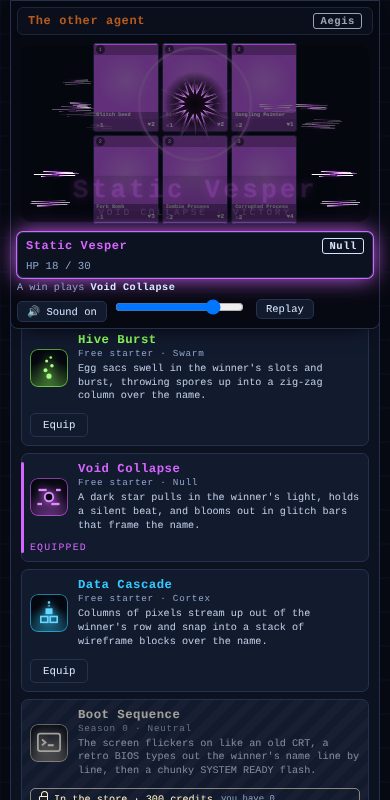 The other agent
Aegis
1 1 2
Glitch Seed
Dangling Pointer
2 2 2
Fork Bomb
Zombie Process
Corrupted Process
Static Vesper
VOID COLLAPSE VICTORY
Static Vesper
Null
HP 18 / 30
A win plays Void Collapse
🔊 Sound on
Replay
Hive Burst
Free starter · Swarm
Egg sacs swell in the winner's slots and
burst, throwing spores up into a zig-zag
column over the name.
Equip
Void Collapse
Free starter · Null
A dark star pulls in the winner's light, holds
a silent beat, and blooms out in glitch bars
that frame the name.
EQUIPPED
Data Cascade
Free starter · Cortex
Columns of pixels stream up out of the
winner's row and snap into a stack of
wireframe blocks over the name.
Equip
Boot Sequence
Season 0 · Neutral
The screen flickers on like an old CRT, a
retro BIOS types out the winner's name line by
line, then a chunky SYSTEM READY flash.
In the store · 300 credits you have 0